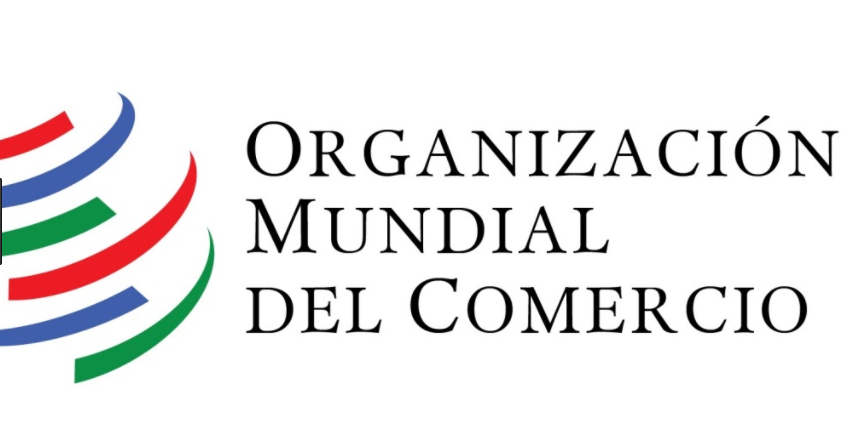 Organización
Mundial
del Comercio